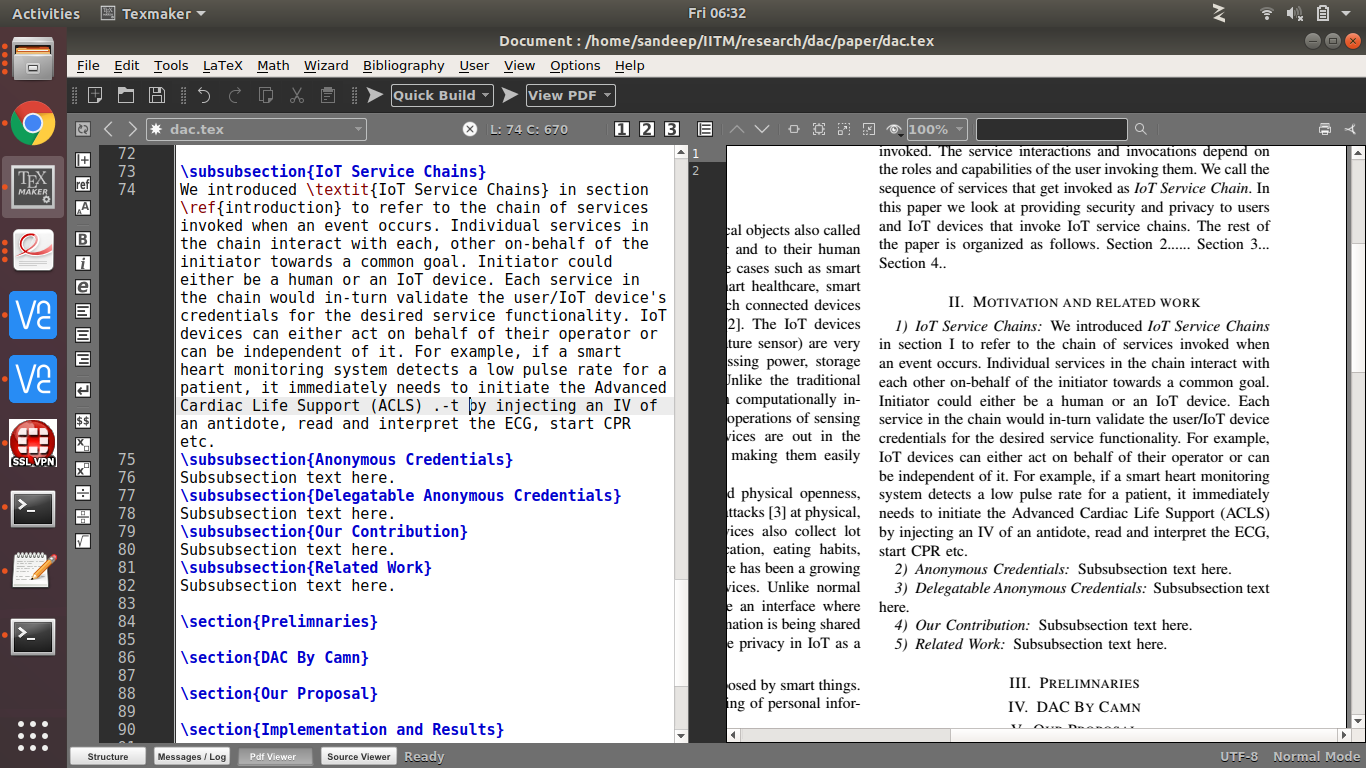 Activities Texmaker Fri 06:32
Document : /home/sandeep/IITM/research/dac/paper/dac.tex
File Edit Tools LaTeX Math Wizard Bibliography User View Options Help
Quick Build View PDF
dac.tex L: 74 C: 670 1 2 3 100%
72
73 \subsubsection{IoT Service Chains}
74 We introduced \textit{IoT Service Chains} in section
\ref{introduction} to refer to the chain of services
invoked when an event occurs. Individual services in
the chain interact with each, other on-behalf of the
initiator towards a common goal. Initiator could
either be a human or an IoT device. Each service in
the chain would in-turn validate the user/IoT device's
credentials for the desired service functionality. IoT
devices can either act on behalf of their operator or
can be independent of it. For example, if a smart
heart monitoring system detects a low pulse rate for a
patient, it immediately needs to initiate the Advanced
Cardiac Life Support (ACLS) .-t by injecting an IV of
an antidote, read and interpret the ECG, start CPR
etc.
75 \subsubsection{Anonymous Credentials}
76 Subsubsection text here.
77 \subsubsection{Delegatable Anonymous Credentials}
78 Subsubsection text here.
79 \subsubsection{Our Contribution}
80 Subsubsection text here.
81 \subsubsection{Related Work}
82 Subsubsection text here.
83
84 \section{Prelimnaries}
85
86 \section{DAC By Camn}
87
88 \section{Our Proposal}
89
90 \section{Implementation and Results}
1
2
cal objects also called
and to their human
cases such as smart
art healthcare, smart
ch connected devices
2]. The IoT devices
ture sensor) are very
ssing power, storage
Unlike the traditional
computationally in-
operations of sensing
vices are out in the
making them easily
d physical openness,
attacks [3] at physical,
vices also collect lot
cation, eating habits,
re has been a growing
vices. Unlike normal
e an interface where
nation is being shared
e privacy in IoT as a
posed by smart things.
ing of personal infor-
invoked. The service interactions and invocations depend on
the roles and capabilities of the user invoking them. We call the
sequence of services that get invoked as IoT Service Chain. In
this paper we look at providing security and privacy to users
and IoT devices that invoke IoT service chains. The rest of
the paper is organized as follows. Section 2...... Section 3...
Section 4..
II. MOTIVATION AND RELATED WORK
1) IoT Service Chains: We introduced IoT Service Chains
in section I to refer to the chain of services invoked when
an event occurs. Individual services in the chain interact with
each other on-behalf of the initiator towards a common goal.
Initiator could either be a human or an IoT device. Each
service in the chain would in-turn validate the user/IoT device
credentials for the desired service functionality. For example,
IoT devices can either act on behalf of their operator or can
be independent of it. For example, if a smart heart monitoring
system detects a low pulse rate for a patient, it immediately
needs to initiate the Advanced Cardiac Life Support (ACLS)
by injecting an IV of an antidote, read and interpret the ECG,
start CPR etc.
2) Anonymous Credentials: Subsubsection text here.
3) Delegatable Anonymous Credentials: Subsubsection text
here.
4) Our Contribution: Subsubsection text here.
5) Related Work: Subsubsection text here.
III. PRELIMNARIES
IV. DAC BY CAMN
V. OUR PROPOSAL
Structure Messages / Log Pdf Viewer Source Viewer Ready UTF-8 Normal Mode
TEX MAKER
SSL VPN
ref